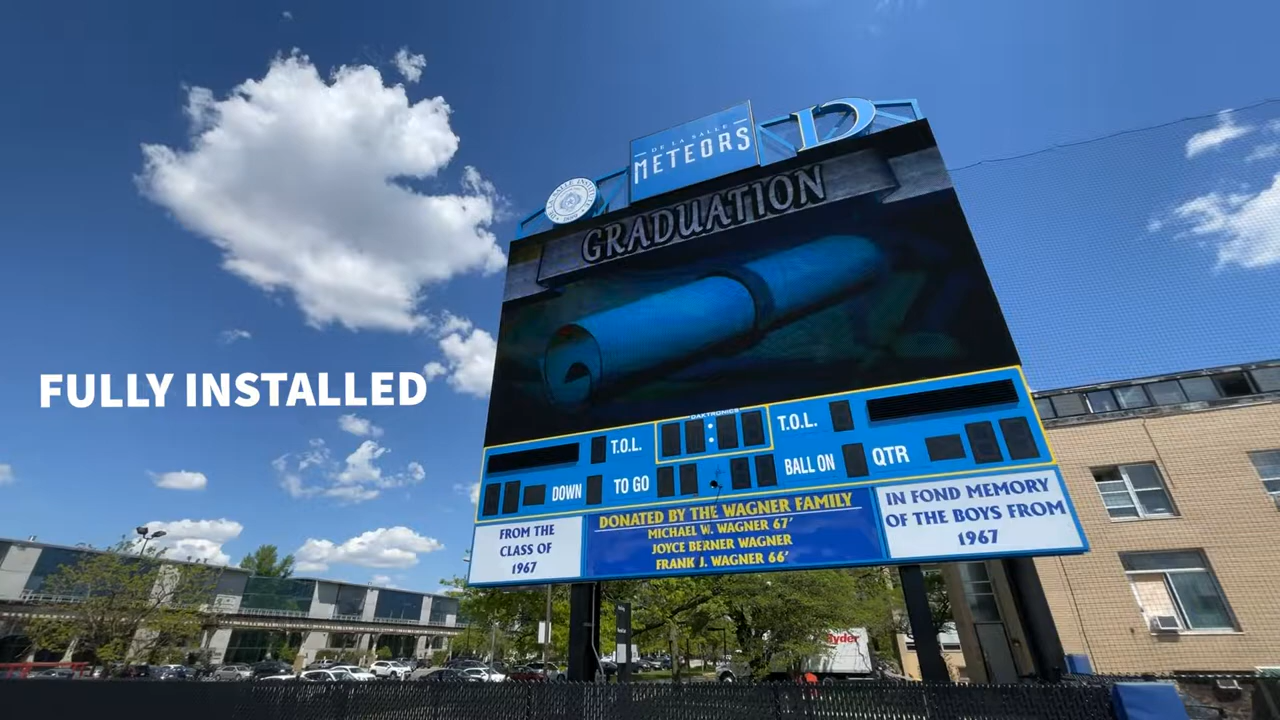 DE LA SALLE
METEORS
D
GRADUATION
FULLY INSTALLED
DAKTRONICS
T.O.L.
T.O.L.
DOWN
TO GO
BALL ON
QTR
FROM THE
CLASS OF
1967
DONATED BY THE WAGNER FAMILY
MICHAEL W. WAGNER 67'
JOYCE BERNER WAGNER
FRANK J. WAGNER 66'
IN FOND MEMORY
OF THE BOYS FROM
1967
Ryder